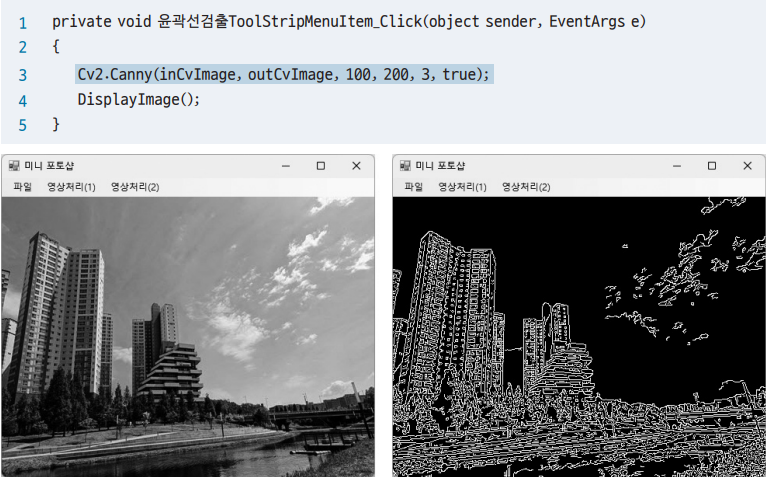 1 private void 윤곽선검출ToolStripMenuItem_Click(object sender, EventArgs e)
2 {
3 Cv2.Canny(inCvImage, outCvImage, 100, 200, 3, true);
4 DisplayImage();
5 }
미니 포토샵
파일 영상처리(1) 영상처리(2)
미니 포토샵
파일 영상처리(1) 영상처리(2)